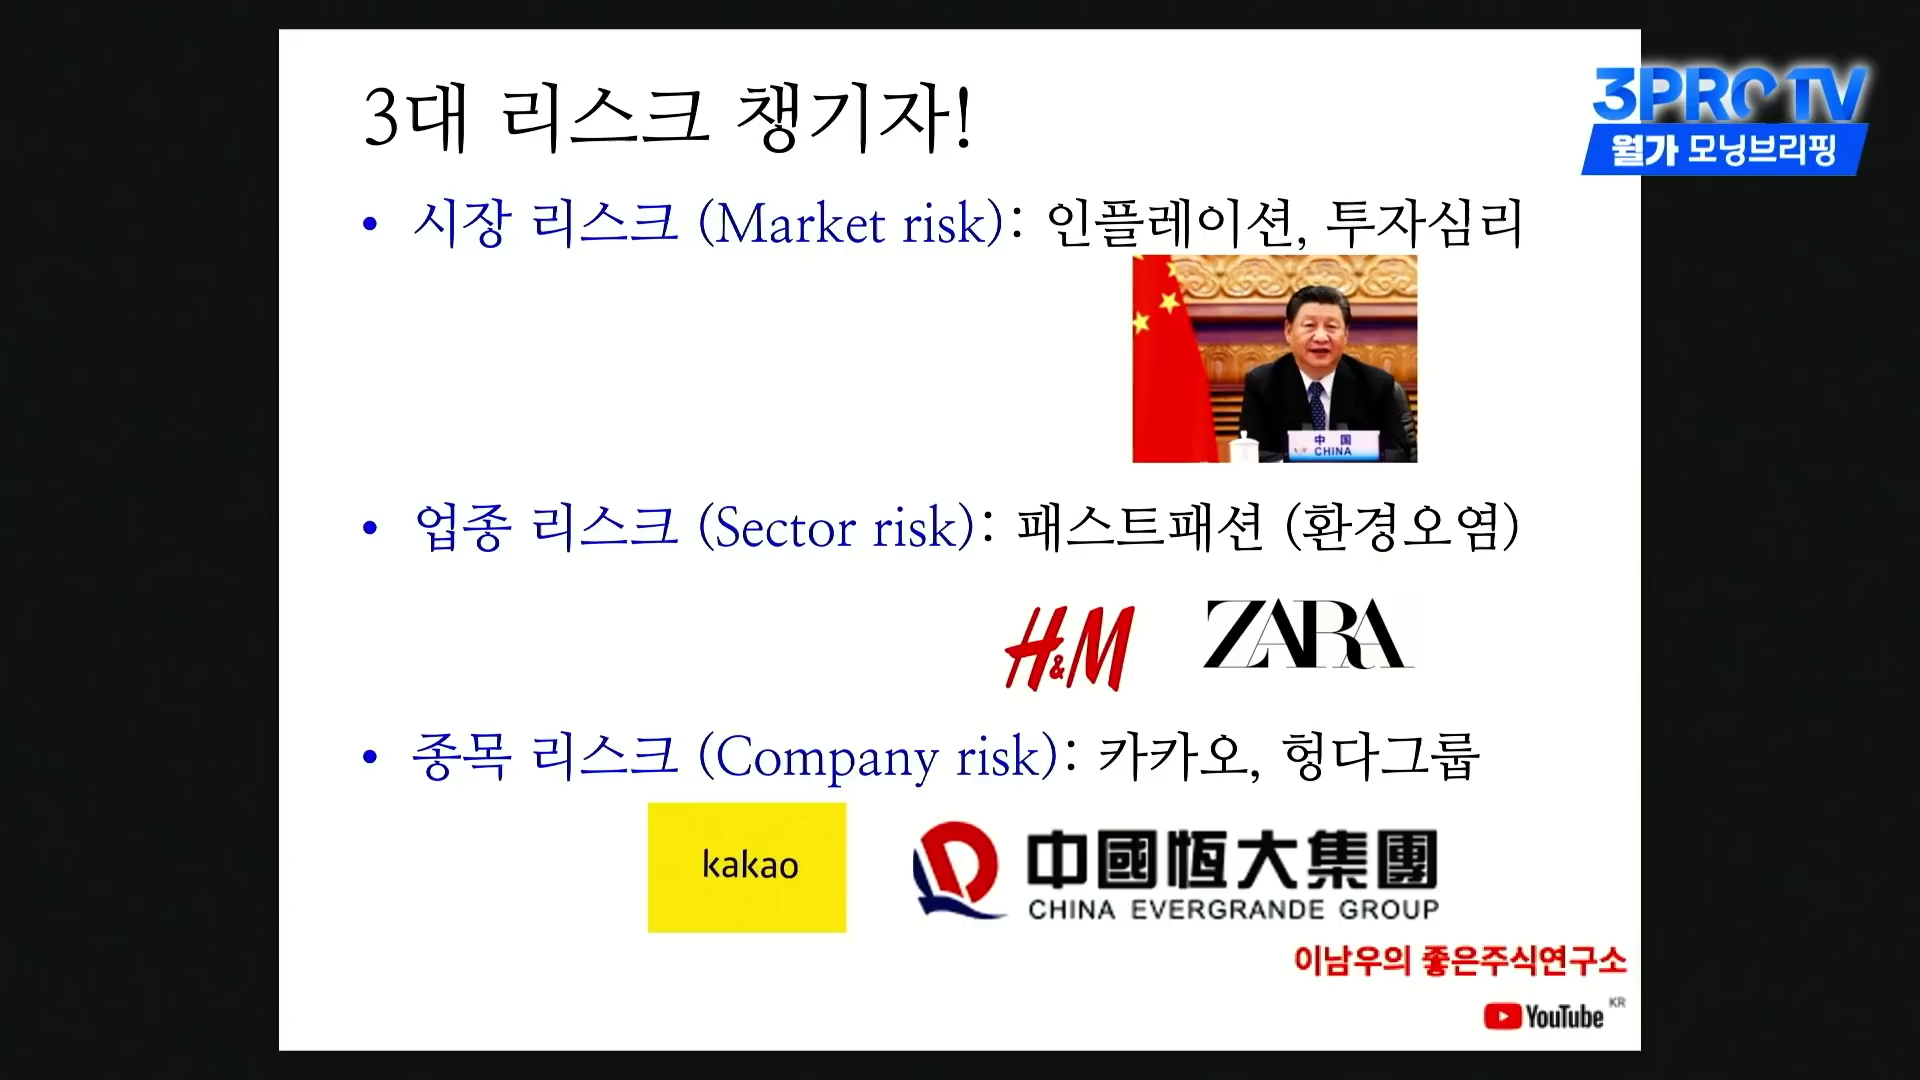 3대 리스크 챙기자!
3PRO TV
월가 모닝브리핑
• 시장 리스크 (Market risk): 인플레이션, 투자심리
中国
CHINA
• 업종 리스크 (Sector risk): 패스트패션 (환경오염)
H&M ZARA
• 종목 리스크 (Company risk): 카카오, 헝다그룹
kakao
中國恆大集團
CHINA EVERGRANDE GROUP
이남우의 좋은주식연구소
YouTube KR